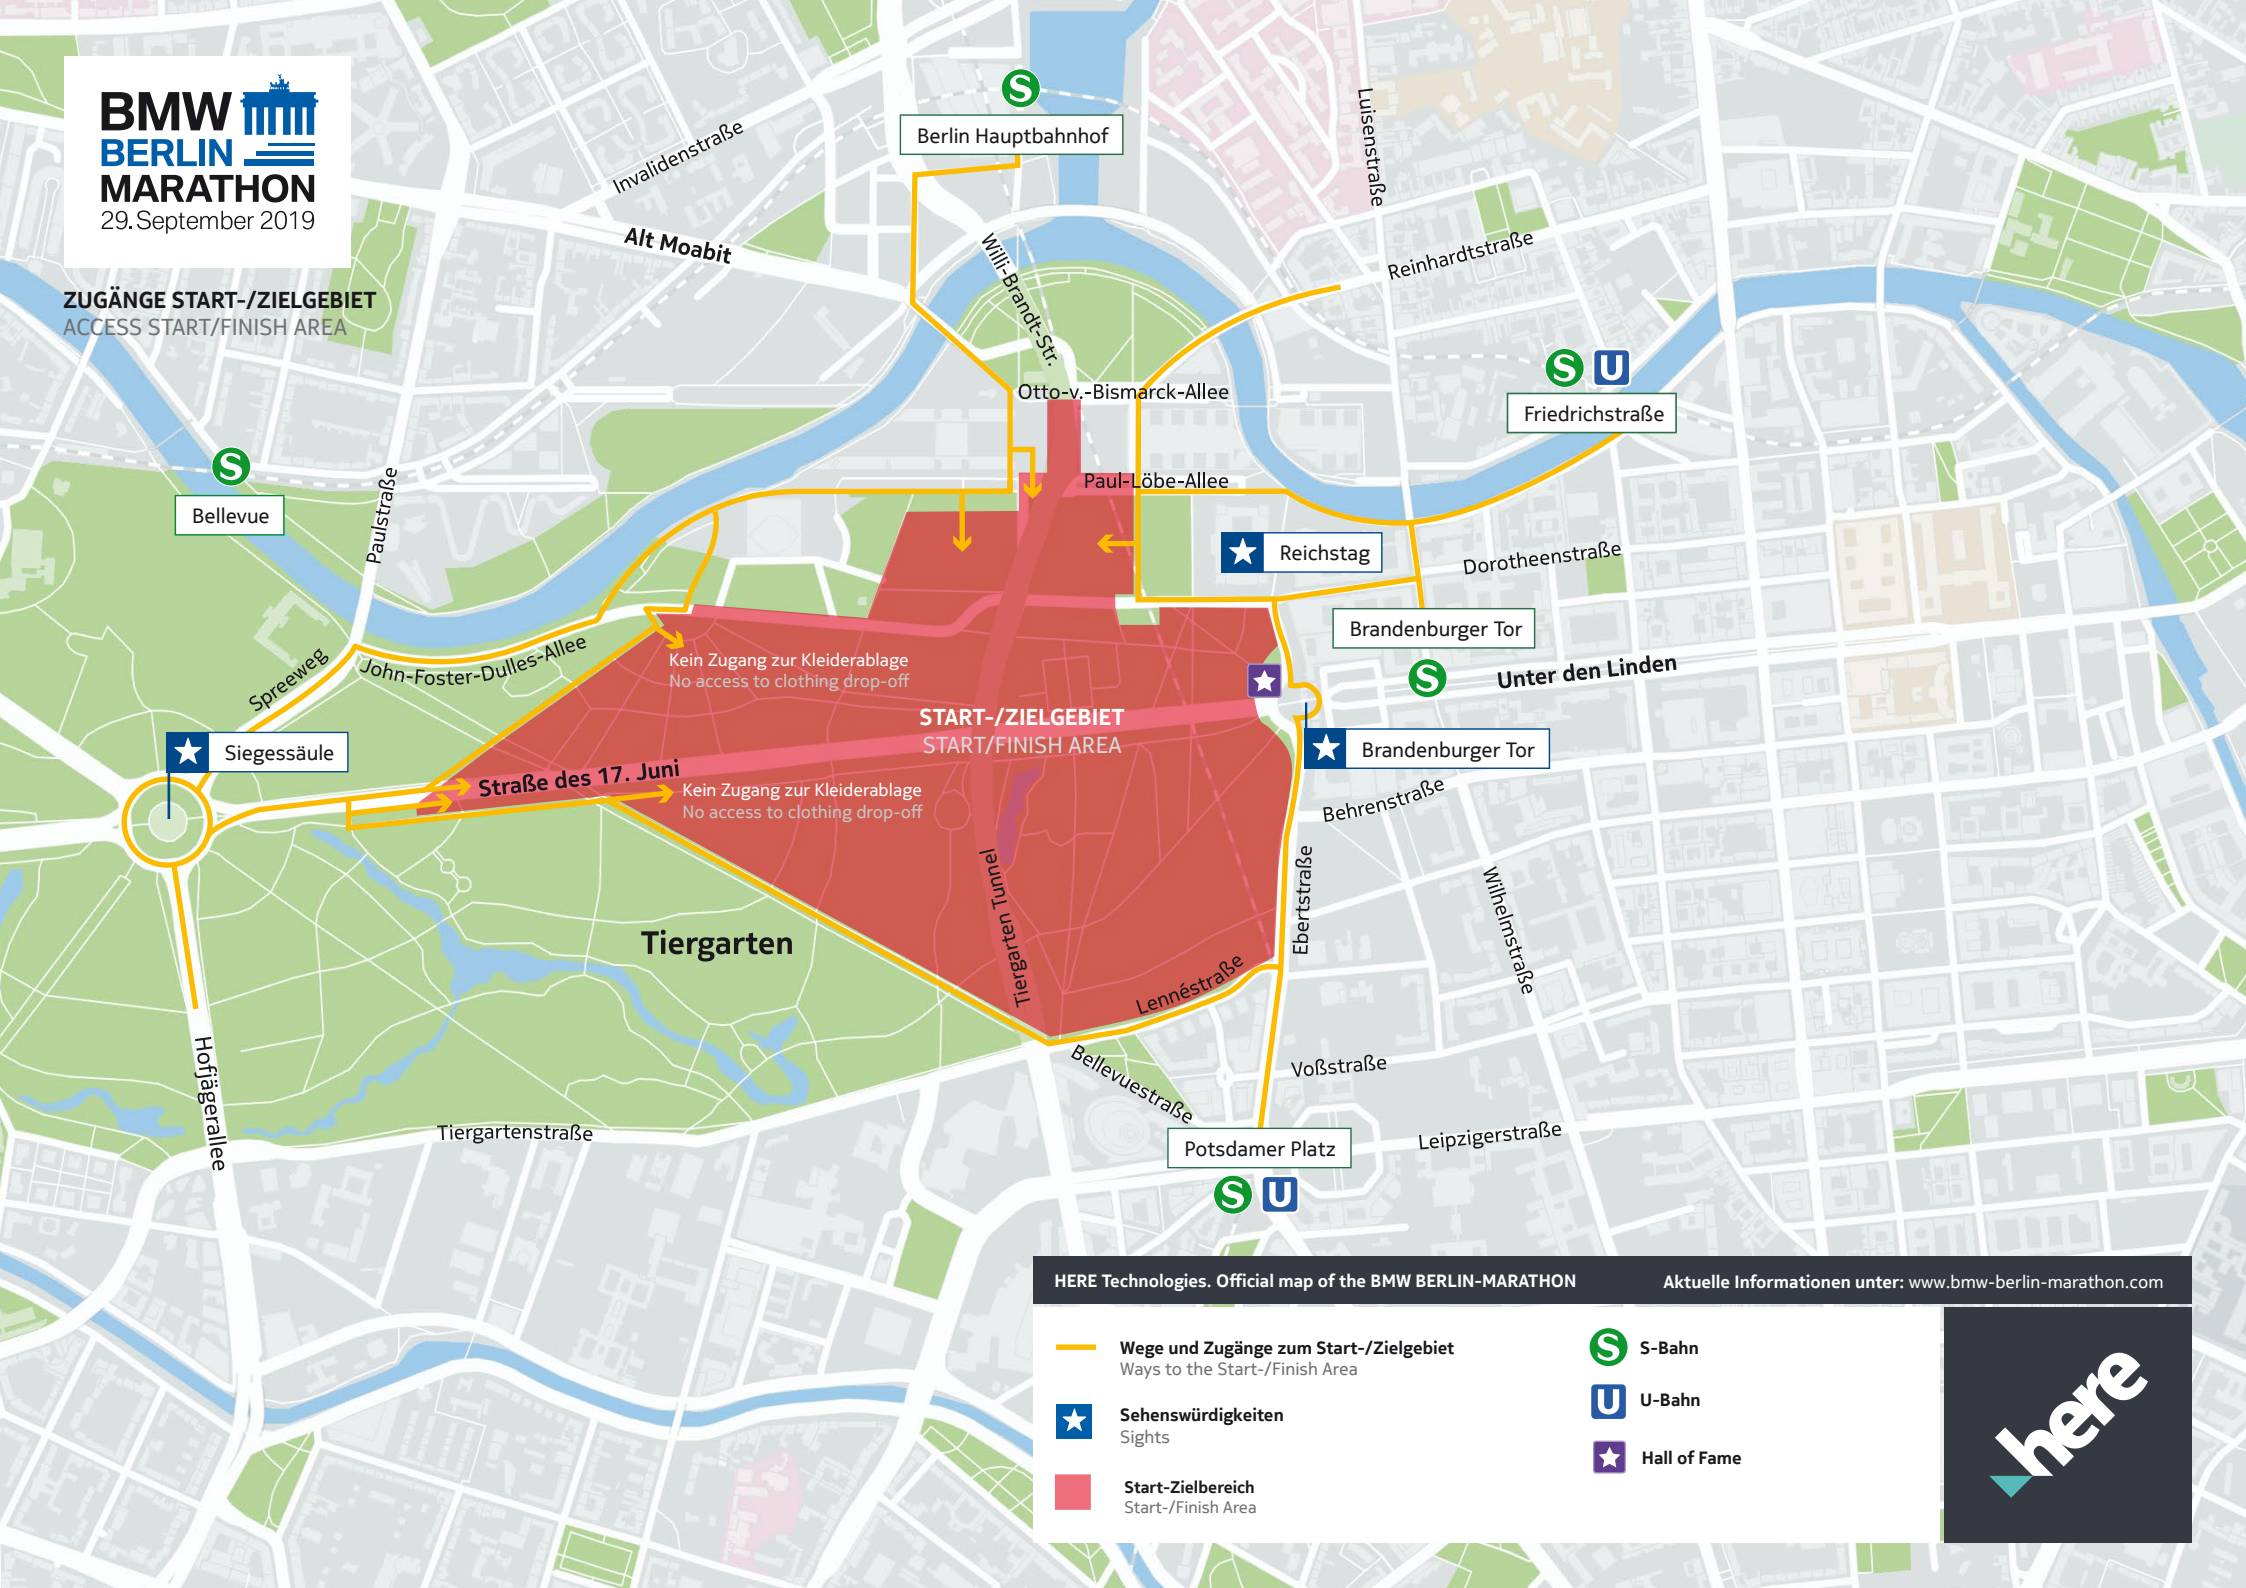 BMW
BERLIN
MARATHON
29. September 2019
ZUGÄNGE START-/ZIELGEBIET
ACCESS START/FINISH AREA
S
Berlin Hauptbahnhof
Invalidenstraße
Alt Moabit
Luisenstraße
Willi-Brandt-Str.
Reinhardtstraße
S U
Friedrichstraße
Otto-v.-Bismarck-Allee
S
Bellevue
Paulstraße
Paul-Löbe-Allee
Reichstag
Dorotheenstraße
Brandenburger Tor
S
Unter den Linden
Spreeweg
John-Foster-Dulles-Allee
Kein Zugang zur Kleiderablage
No access to clothing drop-off
START-/ZIELGEBIET
START/FINISH AREA
Siegessäule
Brandenburger Tor
Straße des 17. Juni
Kein Zugang zur Kleiderablage
No access to clothing drop-off
Behrenstraße
Tiergarten Tunnel
Ebertstraße
Wilhelmstraße
Tiergarten
Lennéstraße
Hofjägerallee
Bellevuestraße
Voßstraße
Tiergartenstraße
Leipzigerstraße
Potsdamer Platz
S U
HERE Technologies. Official map of the BMW BERLIN-MARATHON
Aktuelle Informationen unter: www.bmw-berlin-marathon.com
Wege und Zugänge zum Start-/Zielgebiet
Ways to the Start-/Finish Area
Sehenswürdigkeiten
Sights
Start-Zielbereich
Start-/Finish Area
S S-Bahn
U U-Bahn
Hall of Fame
here